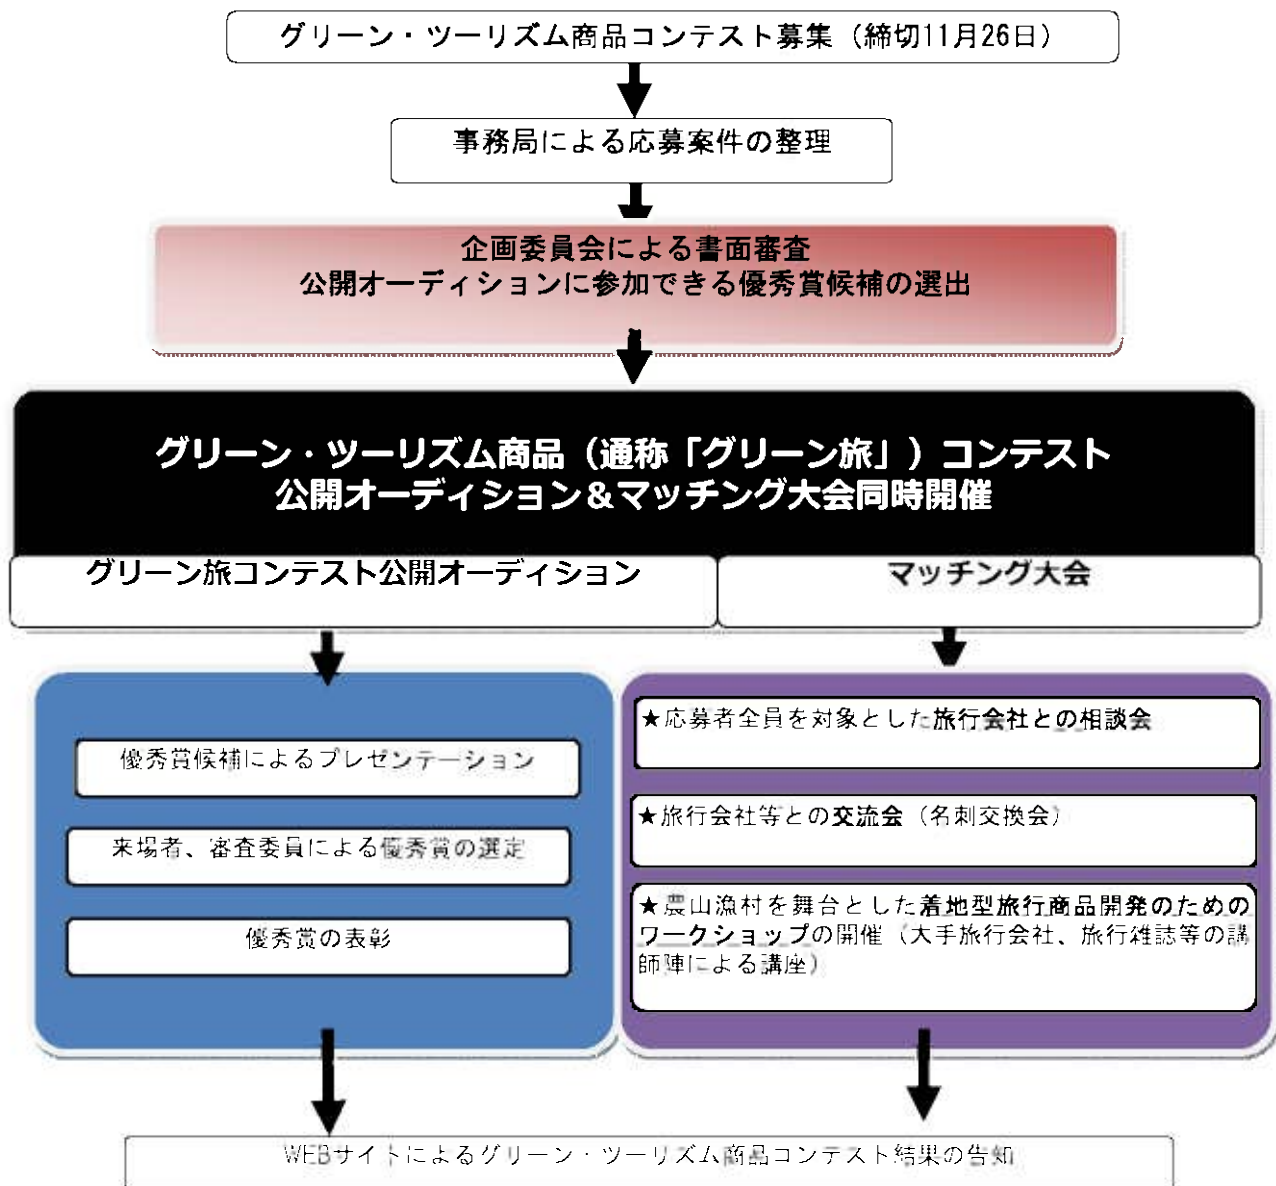 グリーン・ツーリズム商品コンテスト募集（締切11月26日）
事務局による応募案件の整理
企画委員会による書面審査
公開オーディションに参加できる優秀賞候補の選出
グリーン・ツーリズム商品（通称「グリーン旅」）コンテスト
公開オーディション＆マッチング大会同時開催
グリーン旅コンテスト公開オーディション
マッチング大会
優秀賞候補によるプレゼンテーション
来場者、審査委員による優秀賞の選定
優秀賞の表彰
★応募者全員を対象とした旅行会社との相談会
★旅行会社等との交流会（名刺交換会）
★農山漁村を舞台とした着地型旅行商品開発のための
ワークショップの開催（大手旅行会社、旅行雑誌等の講
師陣による講座）
WEBサイトによるグリーン・ツーリズム商品コンテスト結果の告知